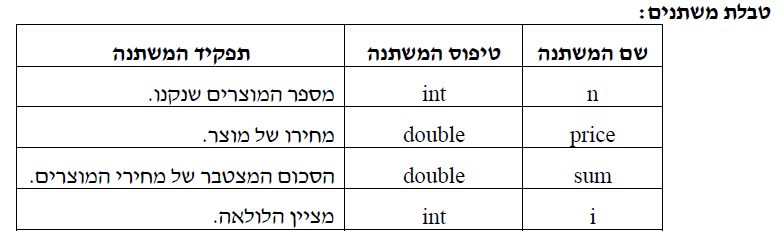 טבלת משתנים:
שם המשתנה טיפוס המשתנה תפקיד המשתנה
n int מספר המוצרים שנקנו.
price double מחירו של מוצר.
sum double הסכום המצטבר של מחירי המוצרים.
i int מציין הלולאה.